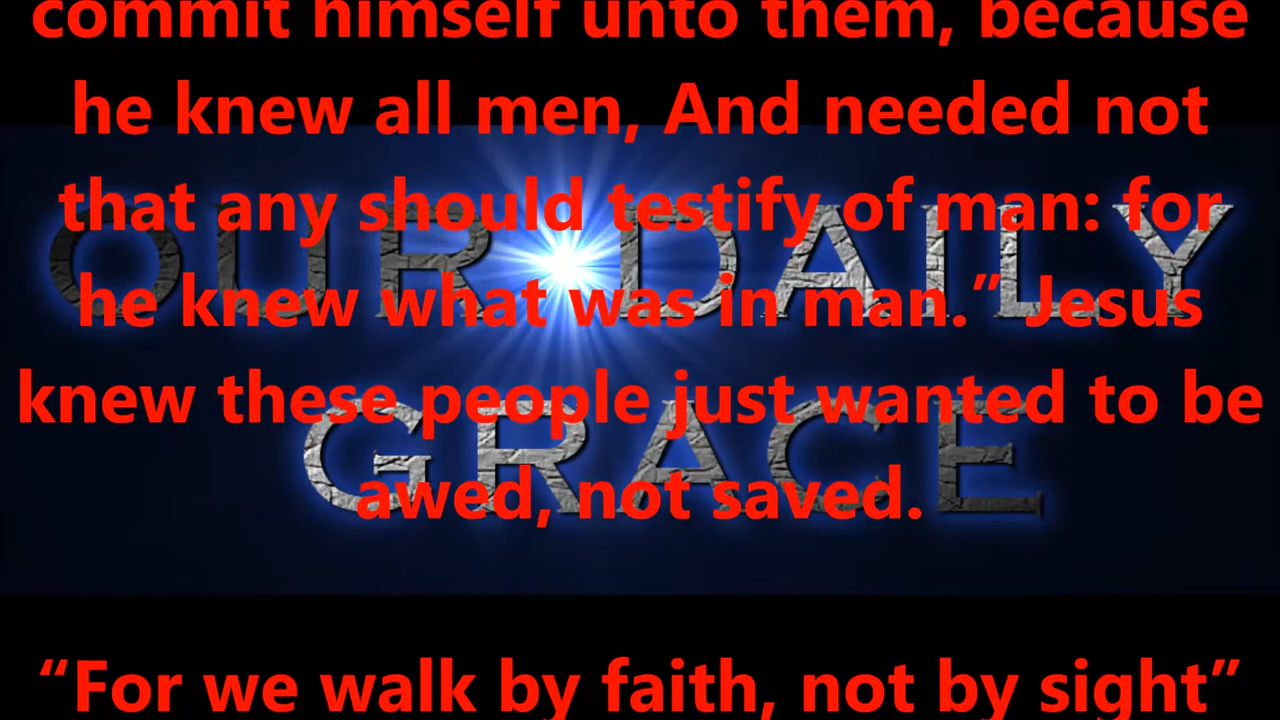 commit himself unto them, because
he knew all men, And needed not
that any should testify of man: for
he knew what was in man.” Jesus
knew these people just wanted to be
awed, not saved.
“For we walk by faith, not by sight”
OUR DAILY
GRACE